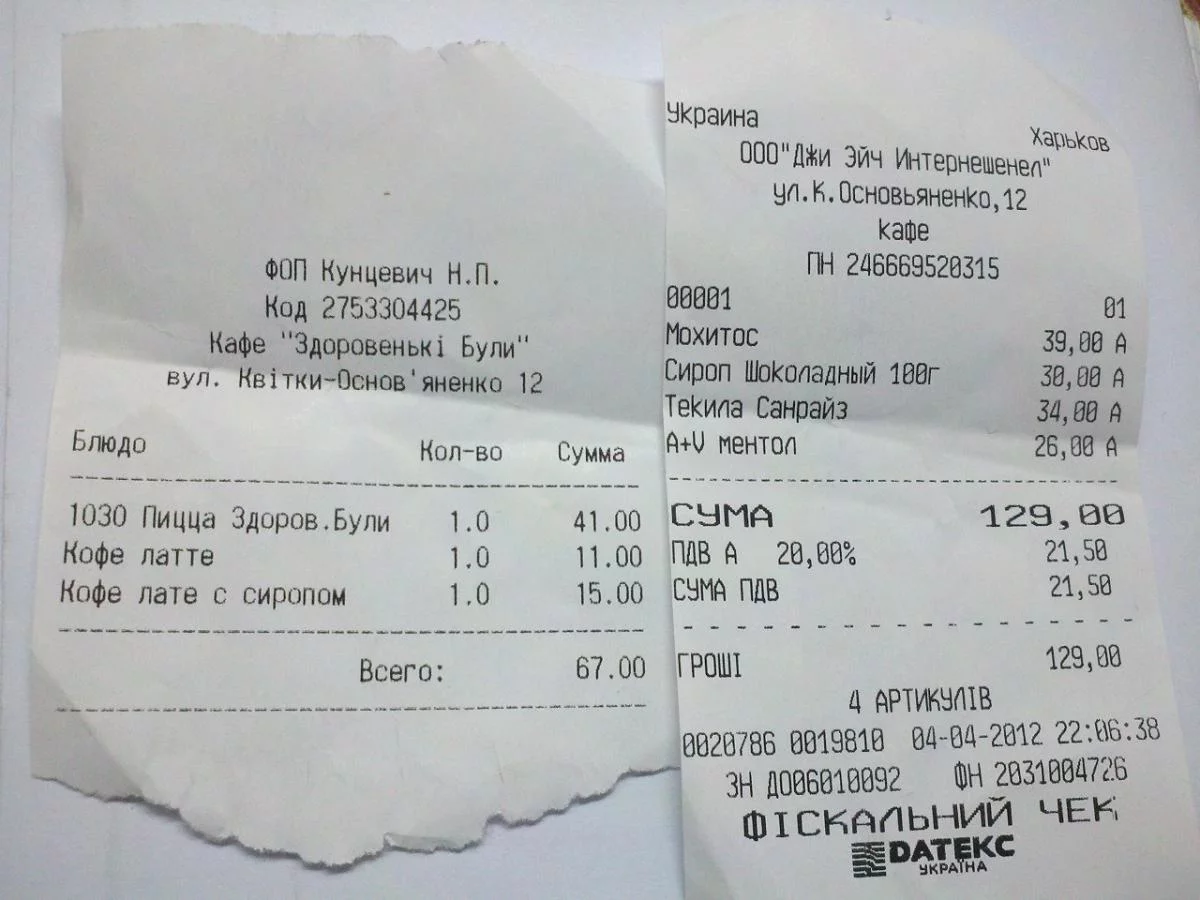 ФОП Кунцевич Н.П.
Код 2753304425
Кафе "Здоровенькі Були"
вул. Квітки-Основ'яненко 12
Блюдо Кол-во Сумма
1030 Пицца Здоров.Були 1.0 41.00
Кофе латте 1.0 11.00
Кофе лате с сиропом 1.0 15.00
Всего: 67.00
Украина Харьков
ООО"Джи Эйч Интернешенел"
ул.К.Основьяненко,12
кафе
ПН 246669520315
00001 01
Мохитос 39,00 А
Сироп Шоколадный 100г 30,00 А
Текила Санрайз 34,00 А
А+V ментол 26,00 А
СУМА 129,00
ПДВ А 20,00% 21,50
СУМА ПДВ 21,50
ГРОШІ 129,00
4 АРТИКУЛІВ
0020786 0019810 04-04-2012 22:06:38
ЗН ДО06010092 ФН 2031004726
ФІСКАЛЬНИЙ ЧЕК
DАТЕКС
УКРАЇНА